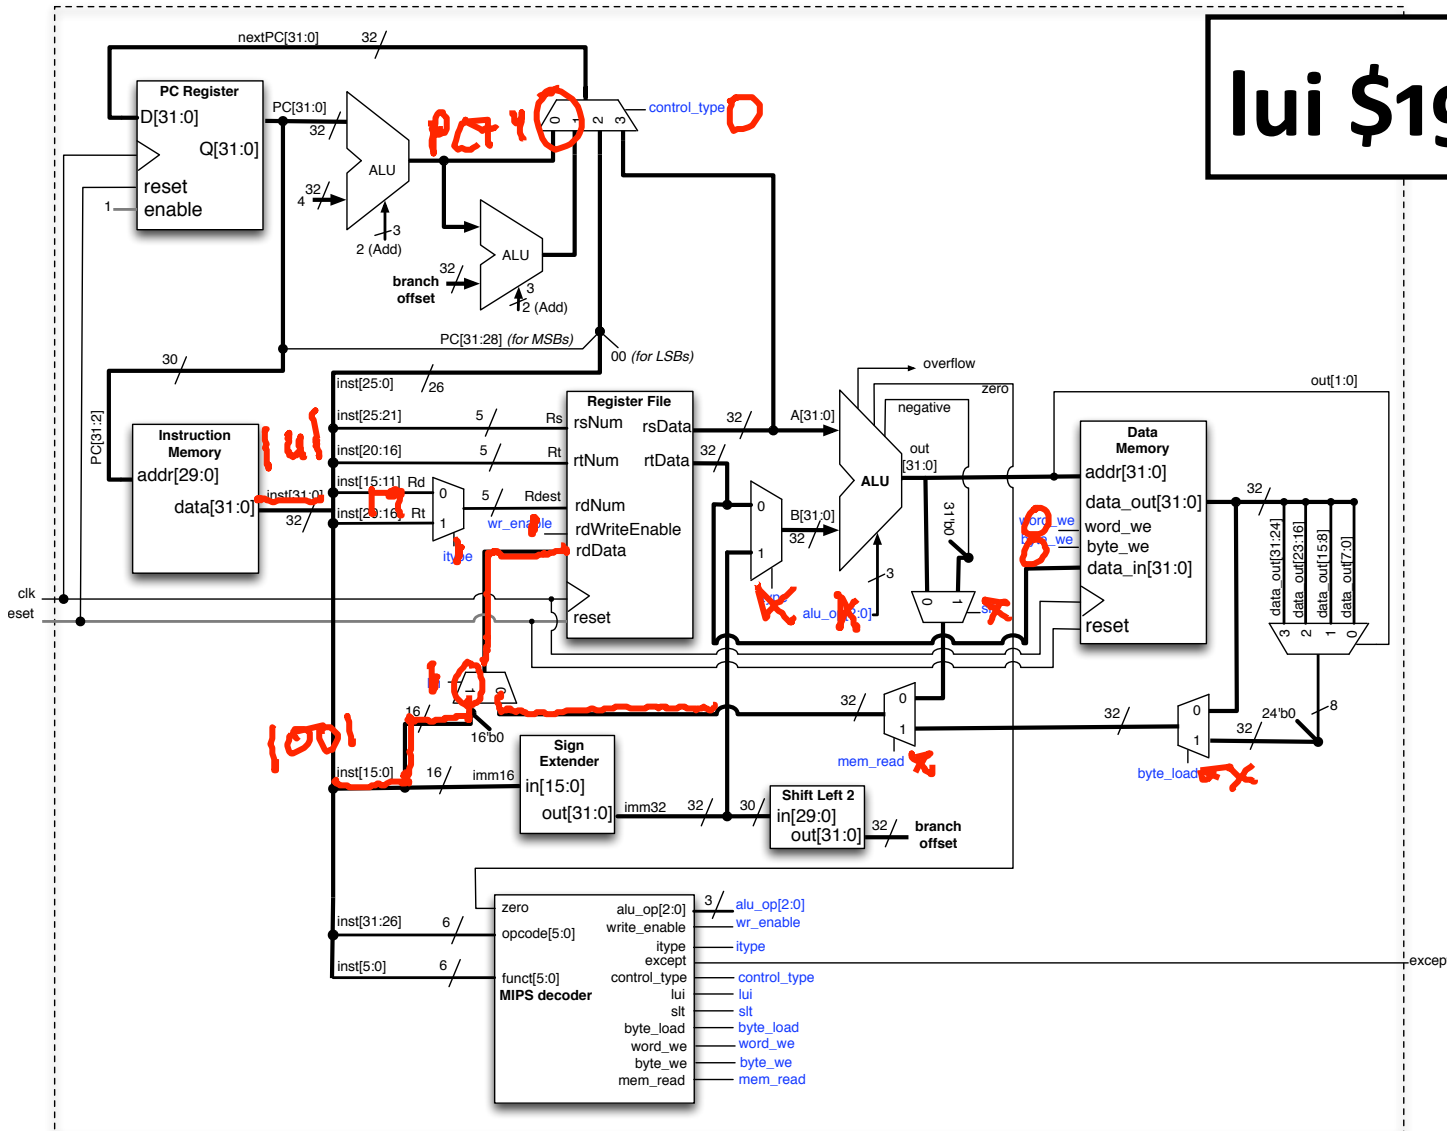 lui $19
nextPC[31:0]
32
PC Register
D[31:0]
Q[31:0]
reset
enable
1
PC[31:0]
32
ALU
32
4
3
2 (Add)
PC+4
0
1
2
3
control_type
0
ALU
32
branch
offset
3
2 (Add)
PC[31:28] (for MSBs)
00 (for LSBs)
30
PC[31:2]
inst[25:0]
26
Instruction
Memory
addr[29:0]
data[31:0]
lui
inst[31:0]
32
inst[25:21]
5
Rs
inst[20:16]
5
Rt
inst[15:11]
Rd
0
inst[20:16]
Rt
1
19
5
Rdest
itype
1
wr_enable
1
Register File
rsNum
rsData
rtNum
rtData
rdNum
rdWriteEnable
rdData
reset
32
32
0
1
itype
x
A[31:0]
B[31:0]
32
ALU
overflow
zero
negative
out
[31:0]
3
alu_op[2:0]
x
31'b0
0
1
x
out[1:0]
Data
Memory
addr[31:0]
data_out[31:0]
word_we
0
byte_we
0
data_in[31:0]
reset
32
data_out[31:24]
data_out[23:16]
data_out[15:8]
data_out[7:0]
3
2
1
0
clk
eset
1
1
0
16
16'b0
1001
inst[15:0]
16
imm16
Sign
Extender
in[15:0]
out[31:0]
imm32
32
30
Shift Left 2
in[29:0]
out[31:0]
32
branch
offset
32
0
1
mem_read
x
32
0
1
byte_load
x
32
24'b0
8
inst[31:26]
6
inst[5:0]
6
zero
opcode[5:0]
funct[5:0]
MIPS decoder
alu_op[2:0]
3
alu_op[2:0]
write_enable
wr_enable
itype
itype
except
except
control_type
control_type
lui
lui
slt
slt
byte_load
byte_load
word_we
word_we
byte_we
byte_we
mem_read
mem_read